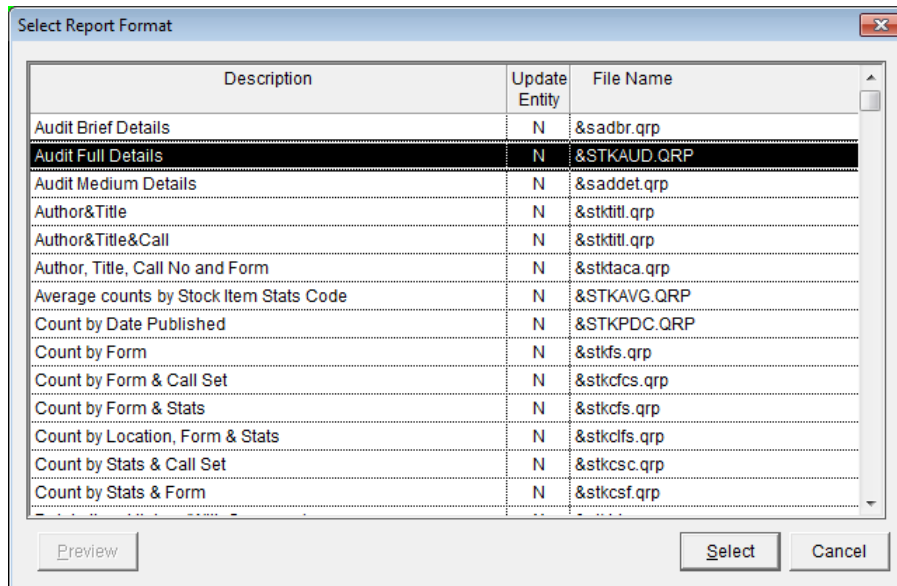 Select Report Format
Description Update Entity File Name
Audit Brief Details N &sadbr.qrp
Audit Full Details N &STKAUD.QRP
Audit Medium Details N &saddet.qrp
Author&Title N &stktitl.qrp
Author&Title&Call N &stktitl.qrp
Author, Title, Call No and Form N &stktaca.qrp
Average counts by Stock Item Stats Code N &STKAVG.QRP
Count by Date Published N &STKPDC.QRP
Count by Form N &stkfs.qrp
Count by Form & Call Set N &stkcfcs.qrp
Count by Form & Stats N &stkcfs.qrp
Count by Location, Form & Stats N &stkclfs.qrp
Count by Stats & Call Set N &stkcsc.qrp
Count by Stats & Form N &stkcsf.qrp
Preview Select Cancel